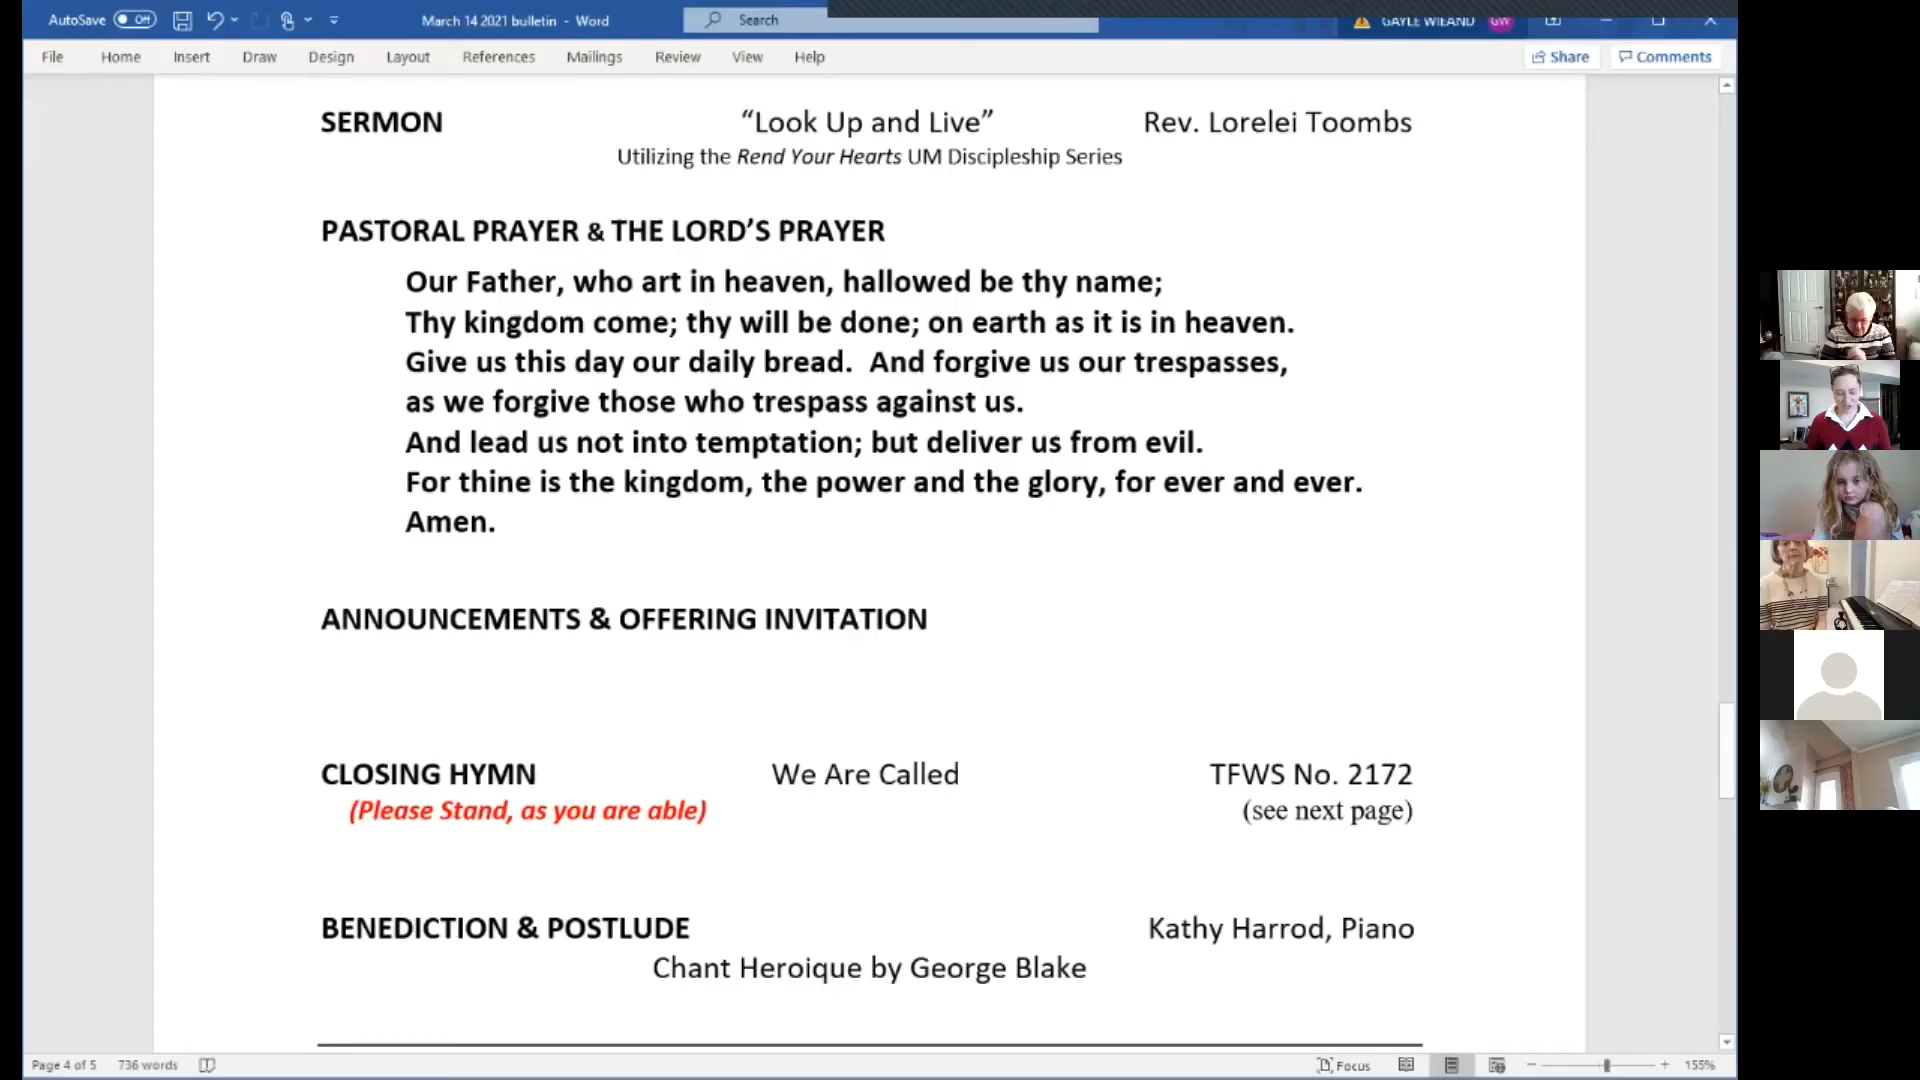 AutoSave Off March 14 2021 bulletin - Word Search GAYLE WIELAND GW
File Home Insert Draw Design Layout References Mailings Review View Help Share Comments
SERMON “Look Up and Live” Rev. Lorelei Toombs
Utilizing the Rend Your Hearts UM Discipleship Series
PASTORAL PRAYER & THE LORD’S PRAYER
Our Father, who art in heaven, hallowed be thy name;
Thy kingdom come; thy will be done; on earth as it is in heaven.
Give us this day our daily bread.  And forgive us our trespasses,
as we forgive those who trespass against us.
And lead us not into temptation; but deliver us from evil.
For thine is the kingdom, the power and the glory, for ever and ever.
Amen.
ANNOUNCEMENTS & OFFERING INVITATION
CLOSING HYMN We Are Called TFWS No. 2172
(Please Stand, as you are able) (see next page)
BENEDICTION & POSTLUDE Kathy Harrod, Piano
Chant Heroique by George Blake
Page 4 of 5 736 words Focus 155%